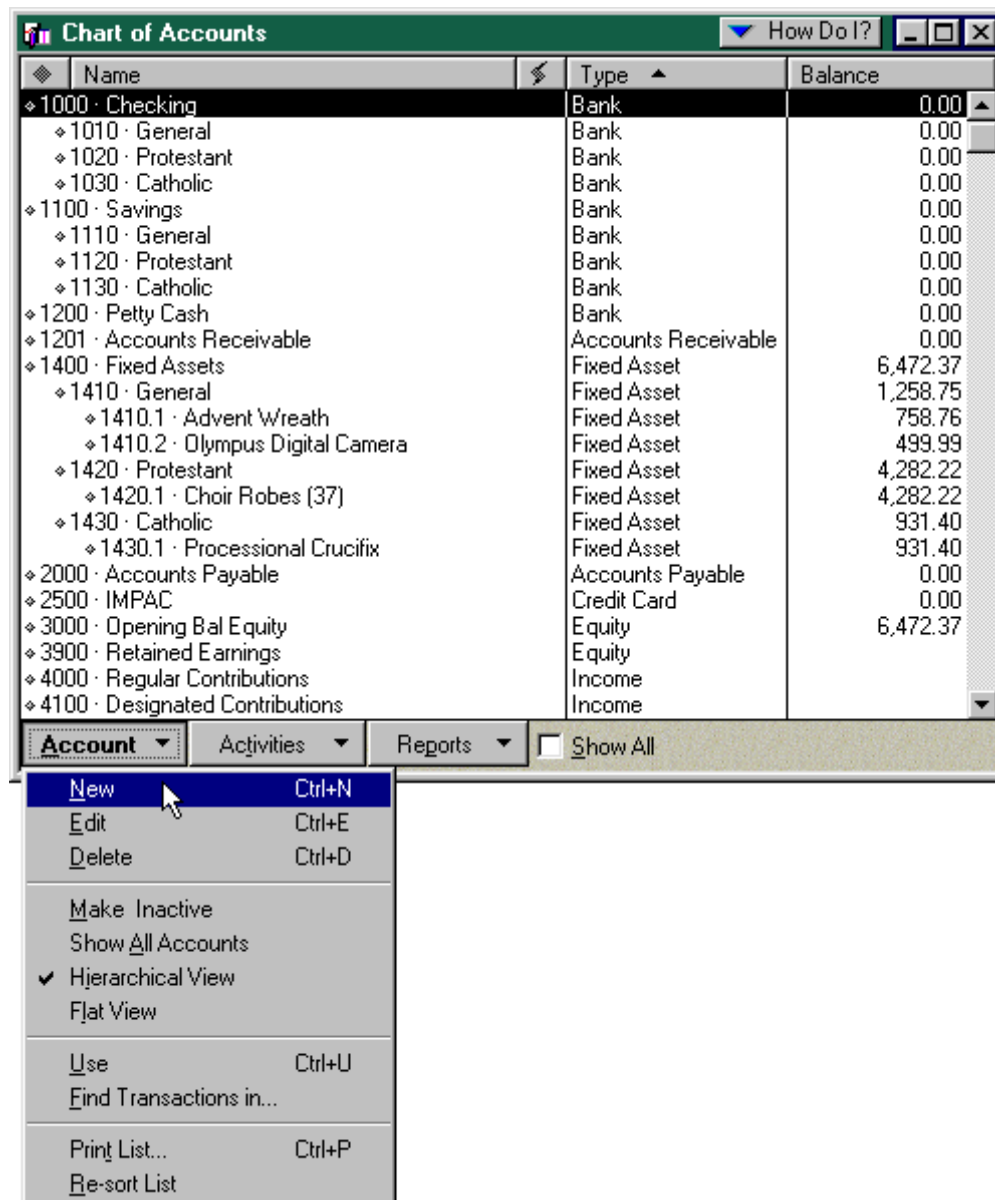 Chart of Accounts How Do I?
Name Type Balance
1000 · Checking Bank 0.00
1010 · General Bank 0.00
1020 · Protestant Bank 0.00
1030 · Catholic Bank 0.00
1100 · Savings Bank 0.00
1110 · General Bank 0.00
1120 · Protestant Bank 0.00
1130 · Catholic Bank 0.00
1200 · Petty Cash Bank 0.00
1201 · Accounts Receivable Accounts Receivable 0.00
1400 · Fixed Assets Fixed Asset 6,472.37
1410 · General Fixed Asset 1,258.75
1410.1 · Advent Wreath Fixed Asset 758.76
1410.2 · Olympus Digital Camera Fixed Asset 499.99
1420 · Protestant Fixed Asset 4,282.22
1420.1 · Choir Robes (37) Fixed Asset 4,282.22
1430 · Catholic Fixed Asset 931.40
1430.1 · Processional Crucifix Fixed Asset 931.40
2000 · Accounts Payable Accounts Payable 0.00
2500 · IMPAC Credit Card 0.00
3000 · Opening Bal Equity Equity 6,472.37
3900 · Retained Earnings Equity
4000 · Regular Contributions Income
4100 · Designated Contributions Income
Account Activities Reports Show All
New Ctrl+N
Edit Ctrl+E
Delete Ctrl+D
Make Inactive
Show All Accounts
Hierarchical View
Flat View
Use Ctrl+U
Find Transactions in...
Print List... Ctrl+P
Re-sort List